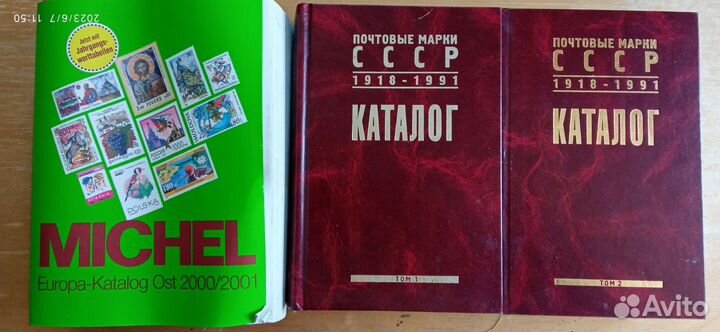 2023/6/7 11:50
Jetzt mit
Jahrgangs-
werttabellen!
ROMÂNIA
POLSKA
MICHEL
Europa-Katalog Ost 2000/2001
ПОЧТОВЫЕ МАРКИ
СССР
1918-1991
КАТАЛОГ
ТОМ 1
ПОЧТОВЫЕ МАРКИ
СССР
1918-1991
КАТАЛОГ
ТОМ 2
Avito